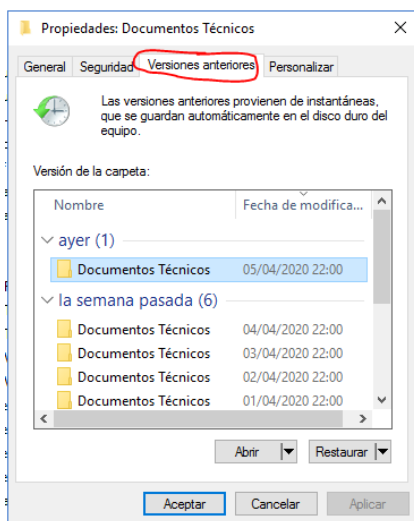 Propiedades: Documentos Técnicos
General Seguridad Versiones anteriores Personalizar
Las versiones anteriores provienen de instantáneas,
que se guardan automáticamente en el disco duro del
equipo.
Versión de la carpeta:
Nombre Fecha de modifica...
ayer (1)
Documentos Técnicos 05/04/2020 22:00
la semana pasada (6)
Documentos Técnicos 04/04/2020 22:00
Documentos Técnicos 03/04/2020 22:00
Documentos Técnicos 02/04/2020 22:00
Documentos Técnicos 01/04/2020 22:00
Abrir Restaurar
Aceptar Cancelar Aplicar